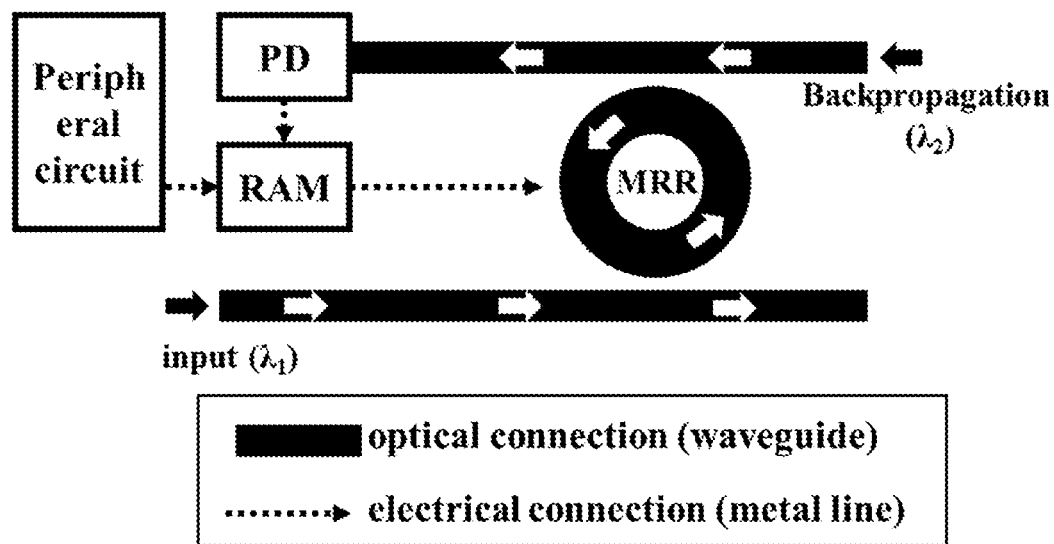 Periph
eral
circuit
PD
RAM
MRR
Backpropagation
(λ₂)
input (λ₁)
optical connection (waveguide)
electrical connection (metal line)